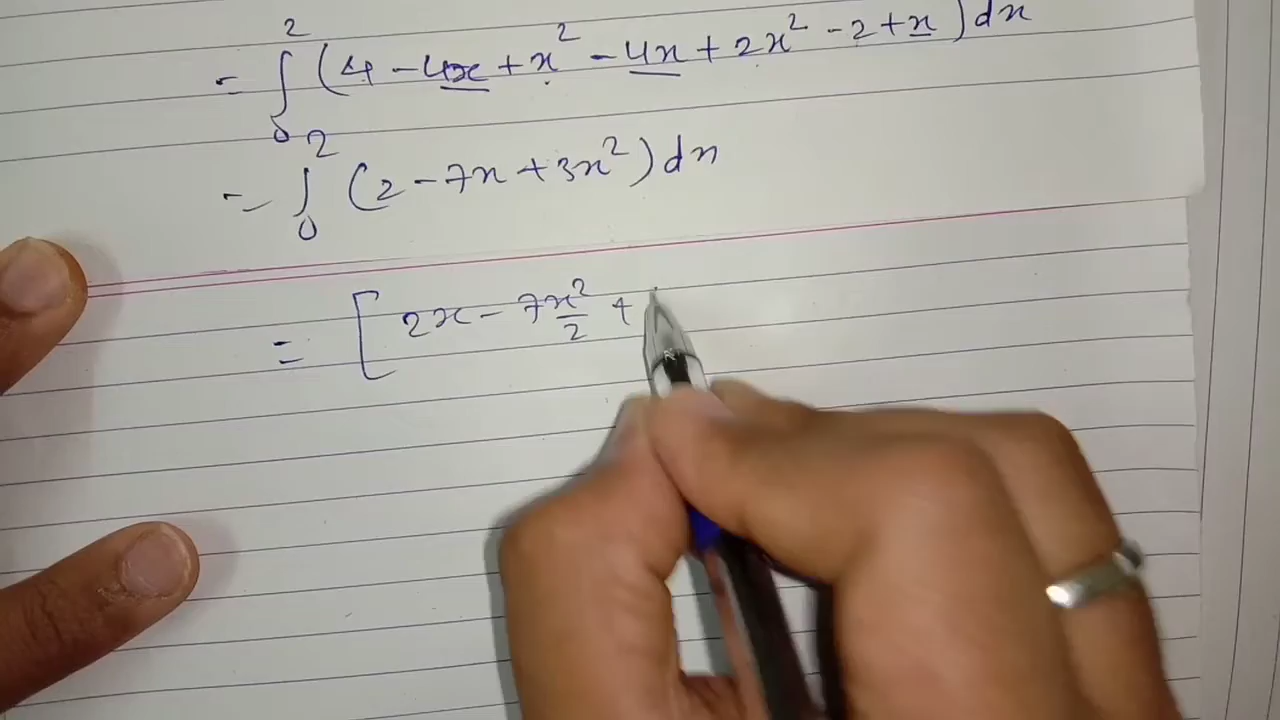 = ∫₀² (4 - 4x + x² - 4x + 2x² - 2 + x) dx
= ∫₀² (2 - 7x + 3x²) dx
= [ 2x - 7x²/2 +